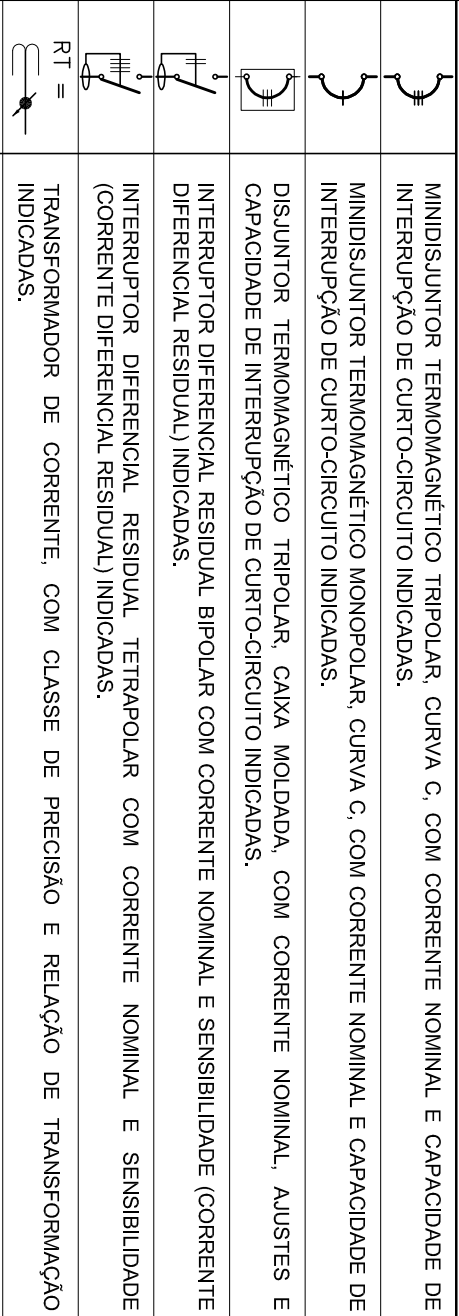 MINIDISJUNTOR TERMOMAGNÉTICO TRIPOLAR, CURVA C, COM CORRENTE NOMINAL E CAPACIDADE DE
INTERRUPÇÃO DE CURTO-CIRCUITO INDICADAS.
MINIDISJUNTOR TERMOMAGNÉTICO MONOPOLAR, CURVA C, COM CORRENTE NOMINAL E CAPACIDADE DE
INTERRUPÇÃO DE CURTO-CIRCUITO INDICADAS.
DISJUNTOR TERMOMAGNÉTICO TRIPOLAR, CAIXA MOLDADA, COM CORRENTE NOMINAL, AJUSTES E
CAPACIDADE DE INTERRUPÇÃO DE CURTO-CIRCUITO INDICADAS.
INTERRUPTOR DIFERENCIAL RESIDUAL BIPOLAR COM CORRENTE NOMINAL E SENSIBILIDADE (CORRENTE
DIFERENCIAL RESIDUAL) INDICADAS.
INTERRUPTOR DIFERENCIAL RESIDUAL TETRAPOLAR COM CORRENTE NOMINAL E SENSIBILIDADE
(CORRENTE DIFERENCIAL RESIDUAL) INDICADAS.
RT =
TRANSFORMADOR DE CORRENTE, COM CLASSE DE PRECISÃO E RELAÇÃO DE TRANSFORMAÇÃO
INDICADAS.